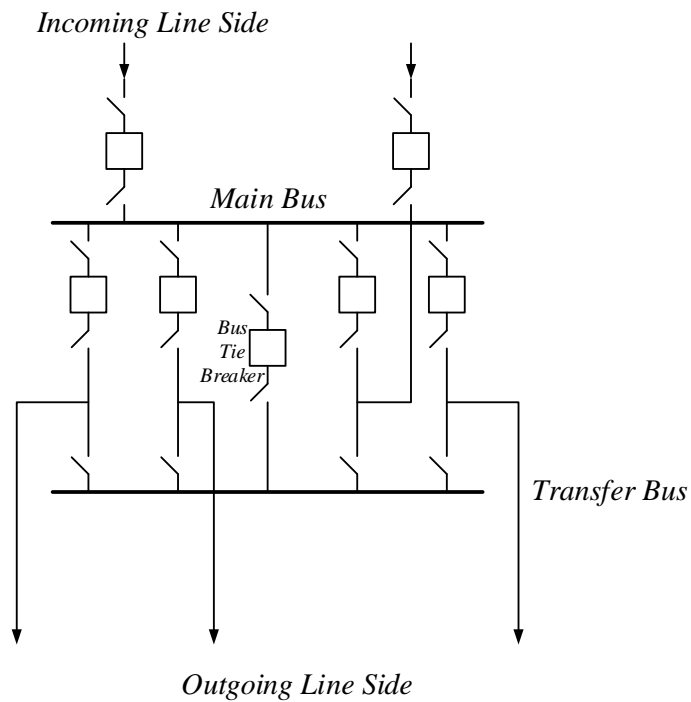 Incoming Line Side
Main Bus
Bus
Tie
Breaker
Transfer Bus
Outgoing Line Side